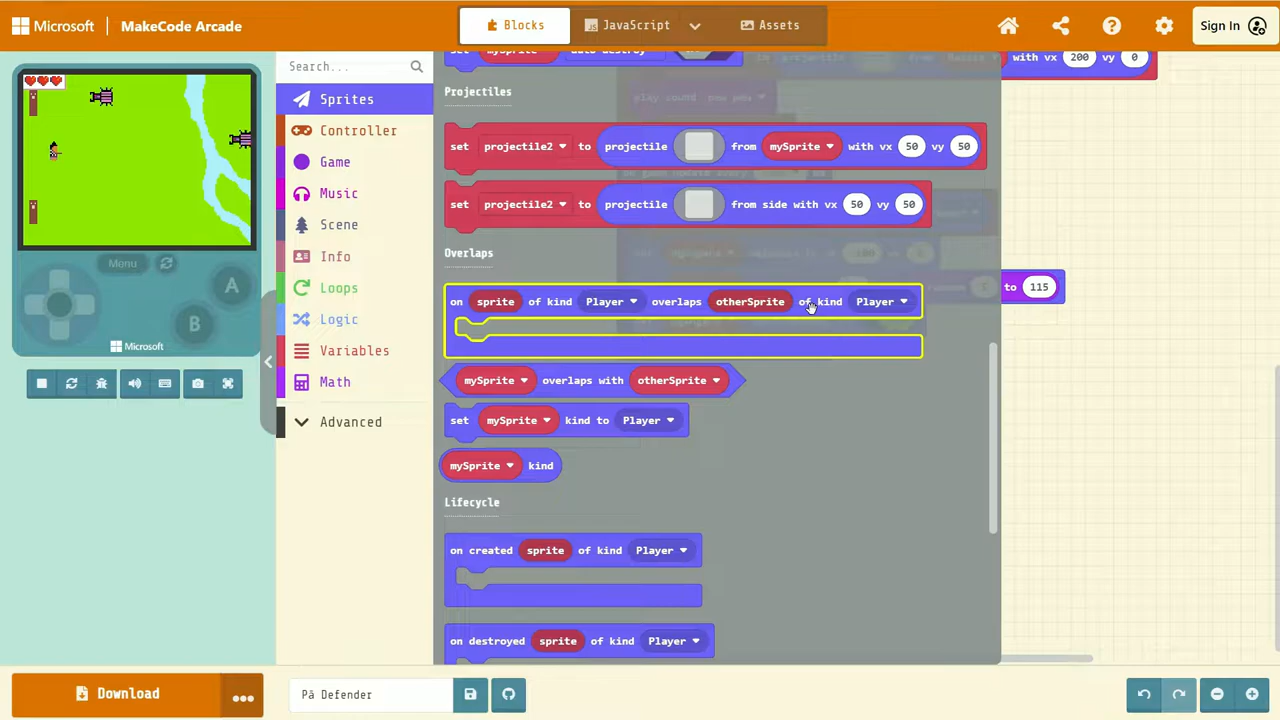 Microsoft | MakeCode Arcade
Blocks
JavaScript
Assets
Sign In
Search...
Sprites
Controller
Game
Music
Scene
Info
Loops
Logic
Variables
Math
Advanced
Menu
A
B
Microsoft
set mySprite auto destroy
with vx 200 vy 0
Projectiles
set projectile2 to projectile from mySprite with vx 50 vy 50
set projectile2 to projectile from side with vx 50 vy 50
Overlaps
on sprite of kind Player overlaps otherSprite of kind Player
to 115
mySprite overlaps with otherSprite
set mySprite kind to Player
mySprite kind
Lifecycle
on created sprite of kind Player
on destroyed sprite of kind Player
Download
På Defender